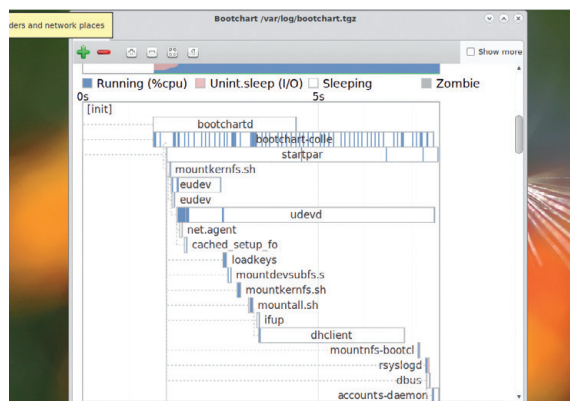 ders and network places
Bootchart /var/log/bootchart.tgz
Show more
Running (%cpu) Unint.sleep (I/O) Sleeping Zombie
0s 5s
[init]
bootchartd
bootchart-colle
startpar
mountkernfs.sh
eudev
eudev
udevd
net.agent
cached_setup_fo
loadkeys
mountdevsubfs.s
mountkernfs.sh
mountall.sh
ifup
dhclient
mountnfs-bootcl
rsyslogd
dbus
accounts-daemon